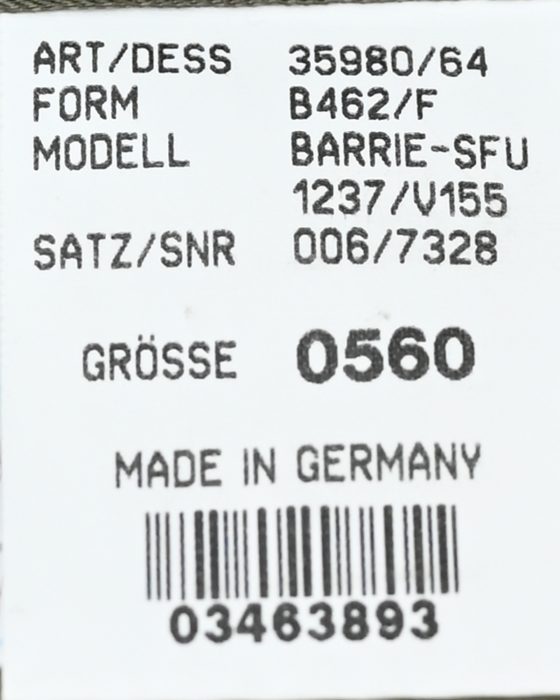 ART/DESS 35980/64
FORM B462/F
MODELL BARRIE-SFU
1237/V155
SATZ/SNR 006/7328
GRÖSSE 0560
MADE IN GERMANY
03463893